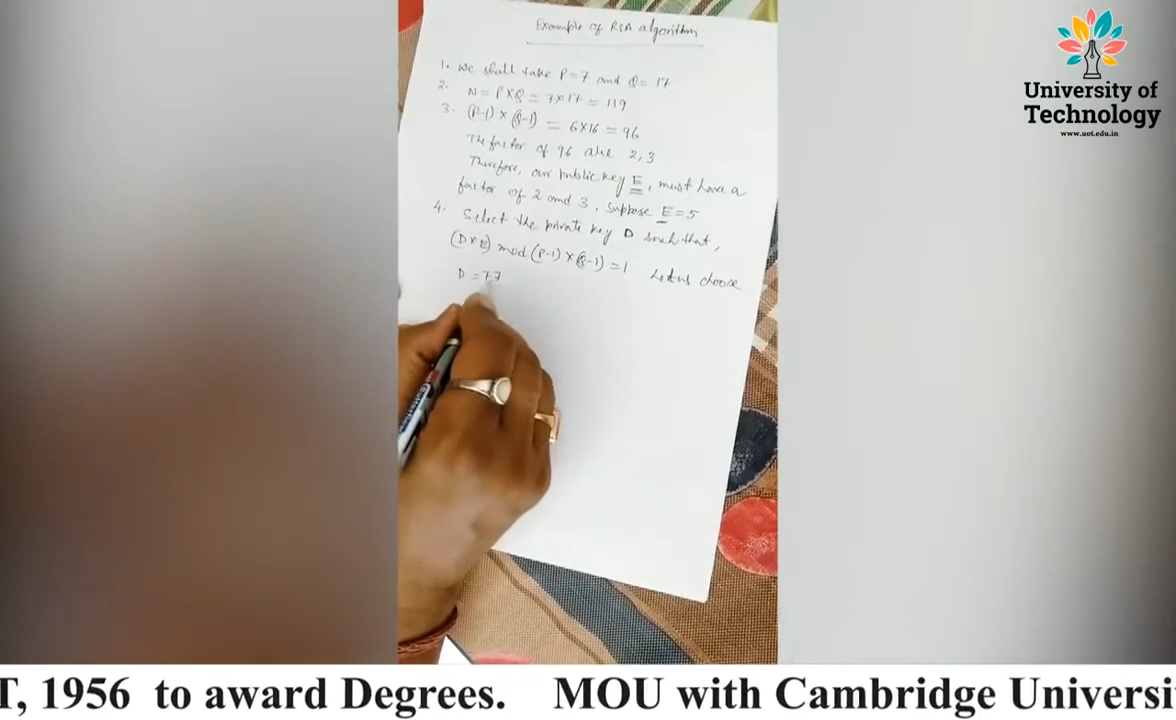 Example of RSA algorithm
1. We shall take P=7 and Q= 17
2. N = P×Q = 7×17 = 119
3. (P-1) × (Q-1) = 6×16 = 96
The factor of 96 are 2, 3
Therefore, our public key E, must have a
factor of 2 and 3, suppose E=5
4. Select the private key D such that,
(D×E) mod (P-1) × (Q-1) = 1 Let us choose
D = 77
University of
Technology
www.uot.edu.in
T, 1956 to award Degrees. MOU with Cambridge Universi